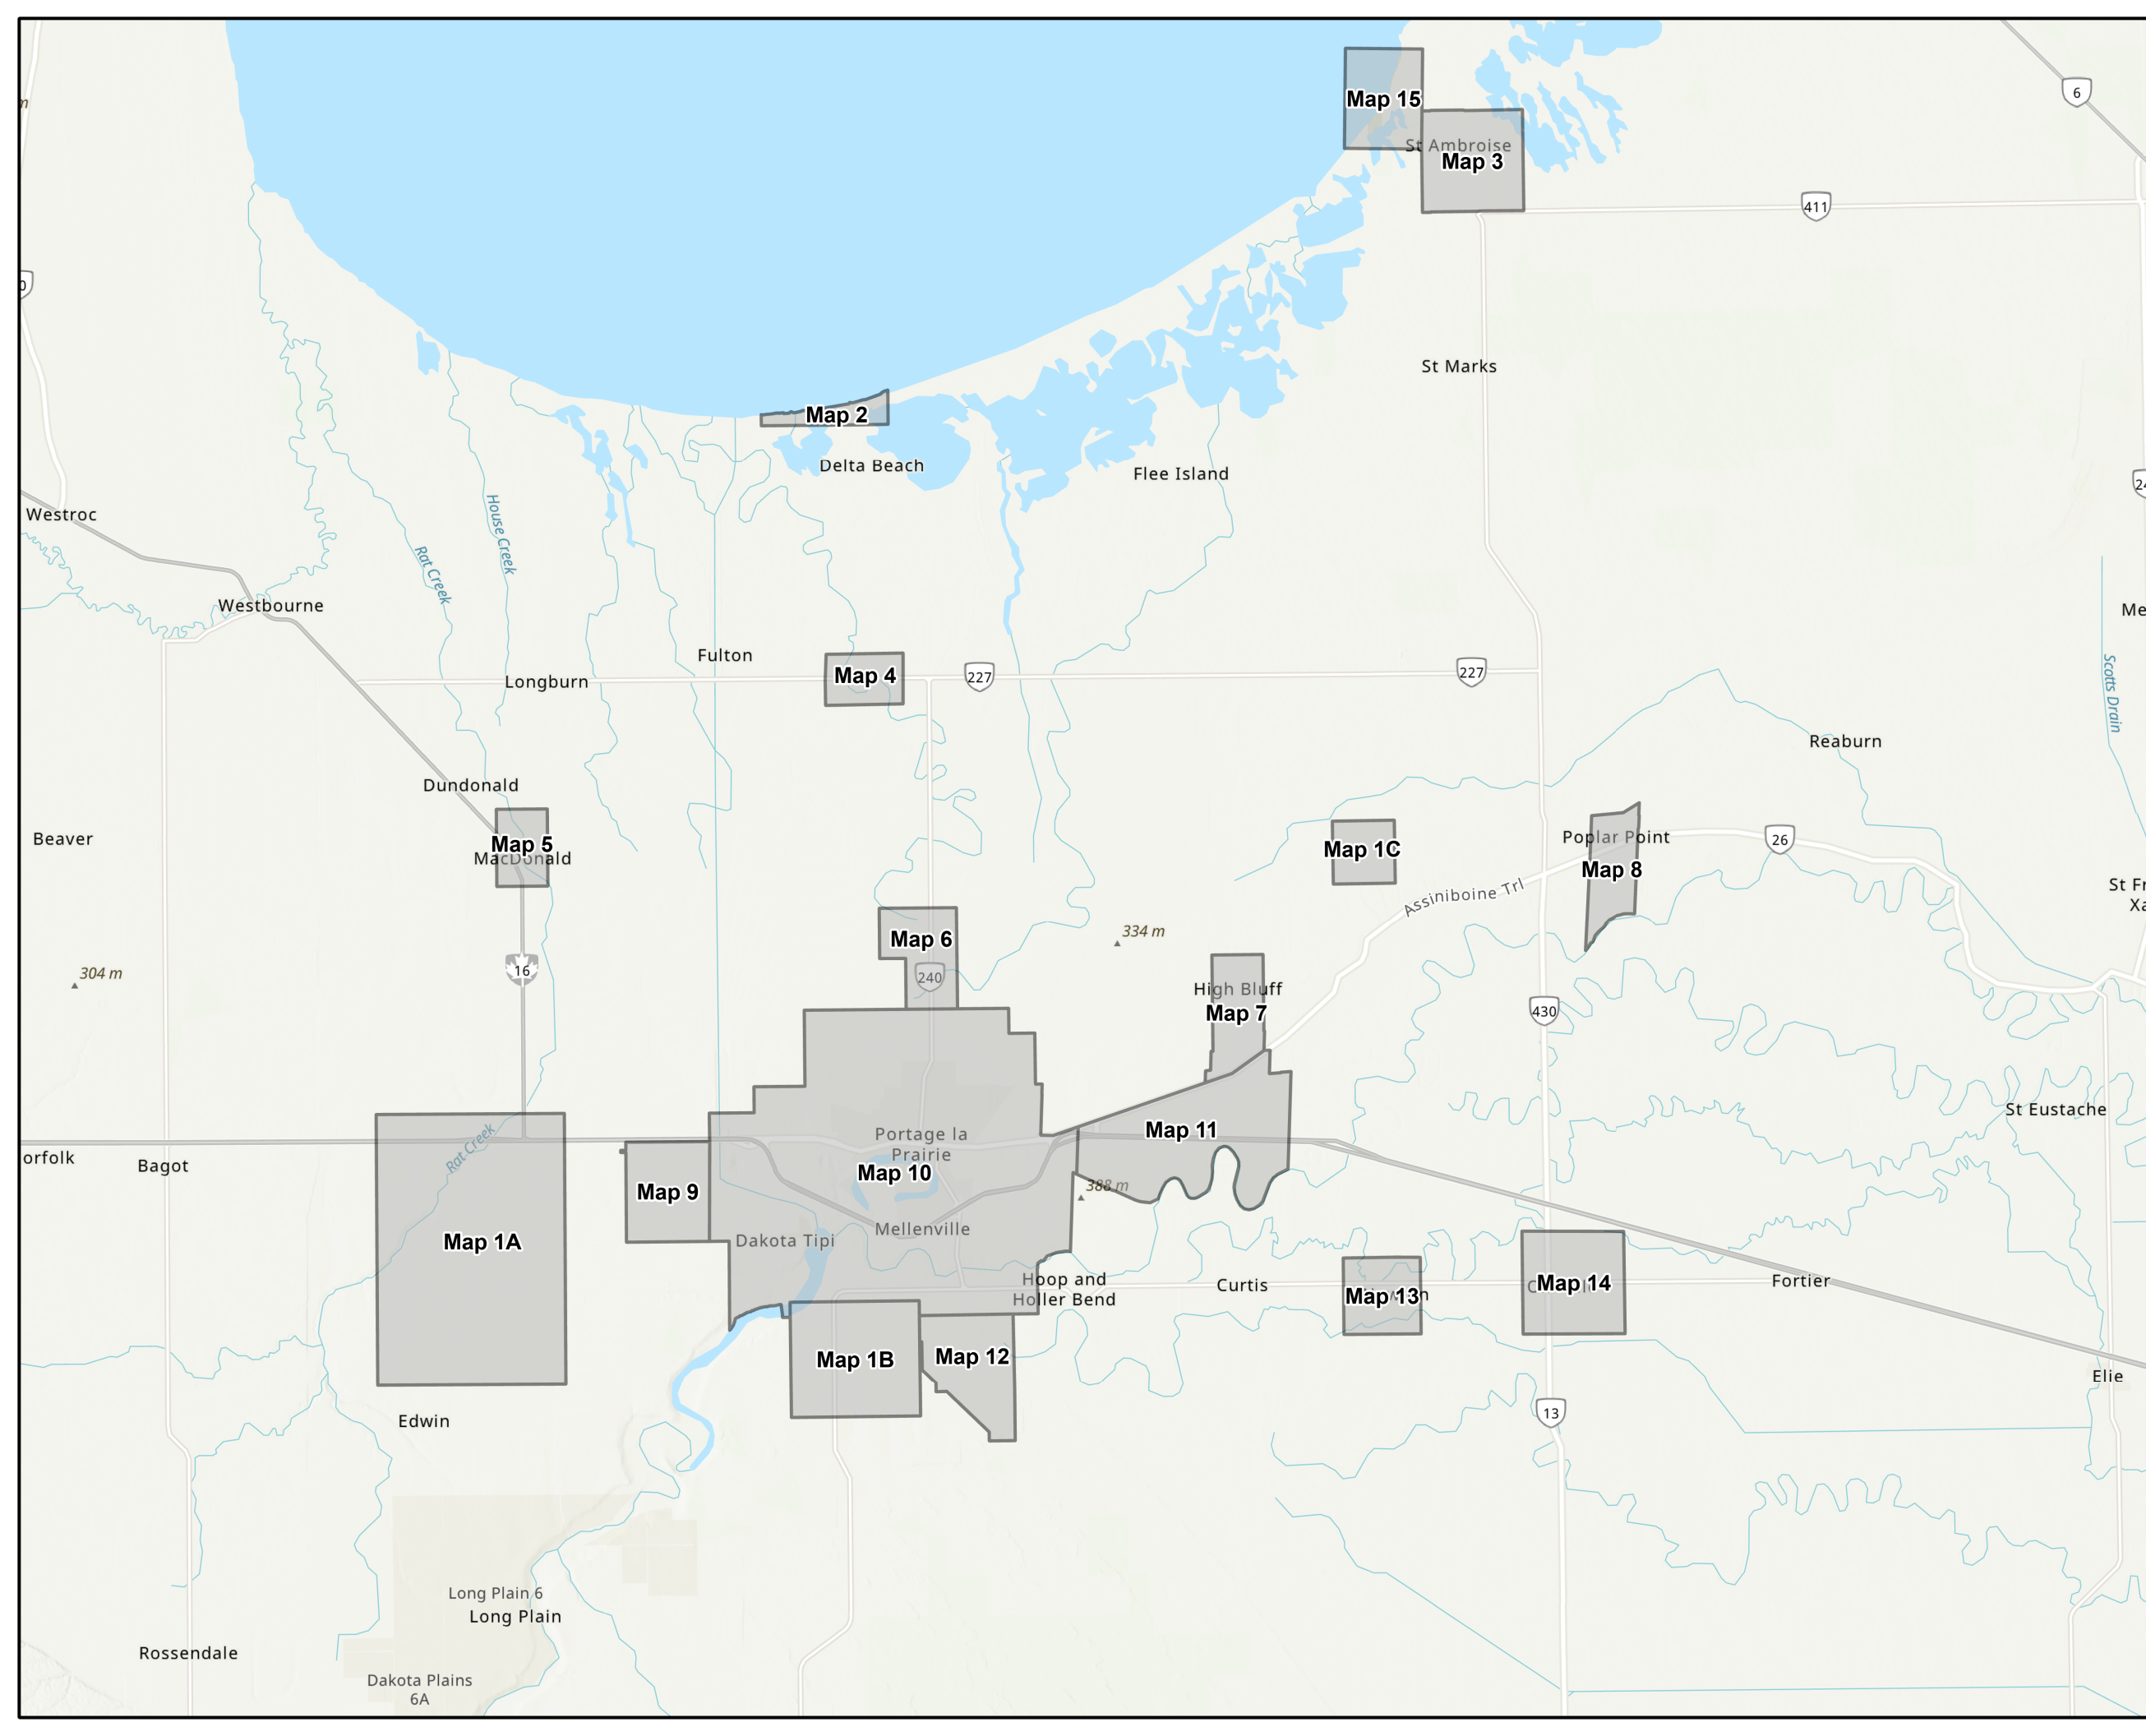 Map 15
6
St Ambroise
Map 3
411
St Marks
Map 2
Delta Beach
Flee Island
Westroc
House Creek
Rat Creek
Westbourne
Fulton
Scotts Drain
Longburn
Map 4
227
227
Reaburn
Dundonald
Beaver
Map 5
MacDonald
Map 1C
Poplar Point
26
Map 8
Assiniboine Trl
St Fr
Xa
334 m
Map 6
304 m
16
240
High Bluff
Map 7
430
St Eustache
Map 11
Portage la
Prairie
Rat Creek
orfolk
Bagot
Map 10
388 m
Map 9
Mellenville
Dakota Tipi
Map 1A
Hoop and
Holler Bend
Curtis
Map 13
Map 14
Fortier
Map 1B
Map 12
Elie
13
Edwin
Long Plain 6
Long Plain
Rossendale
Dakota Plains
6A